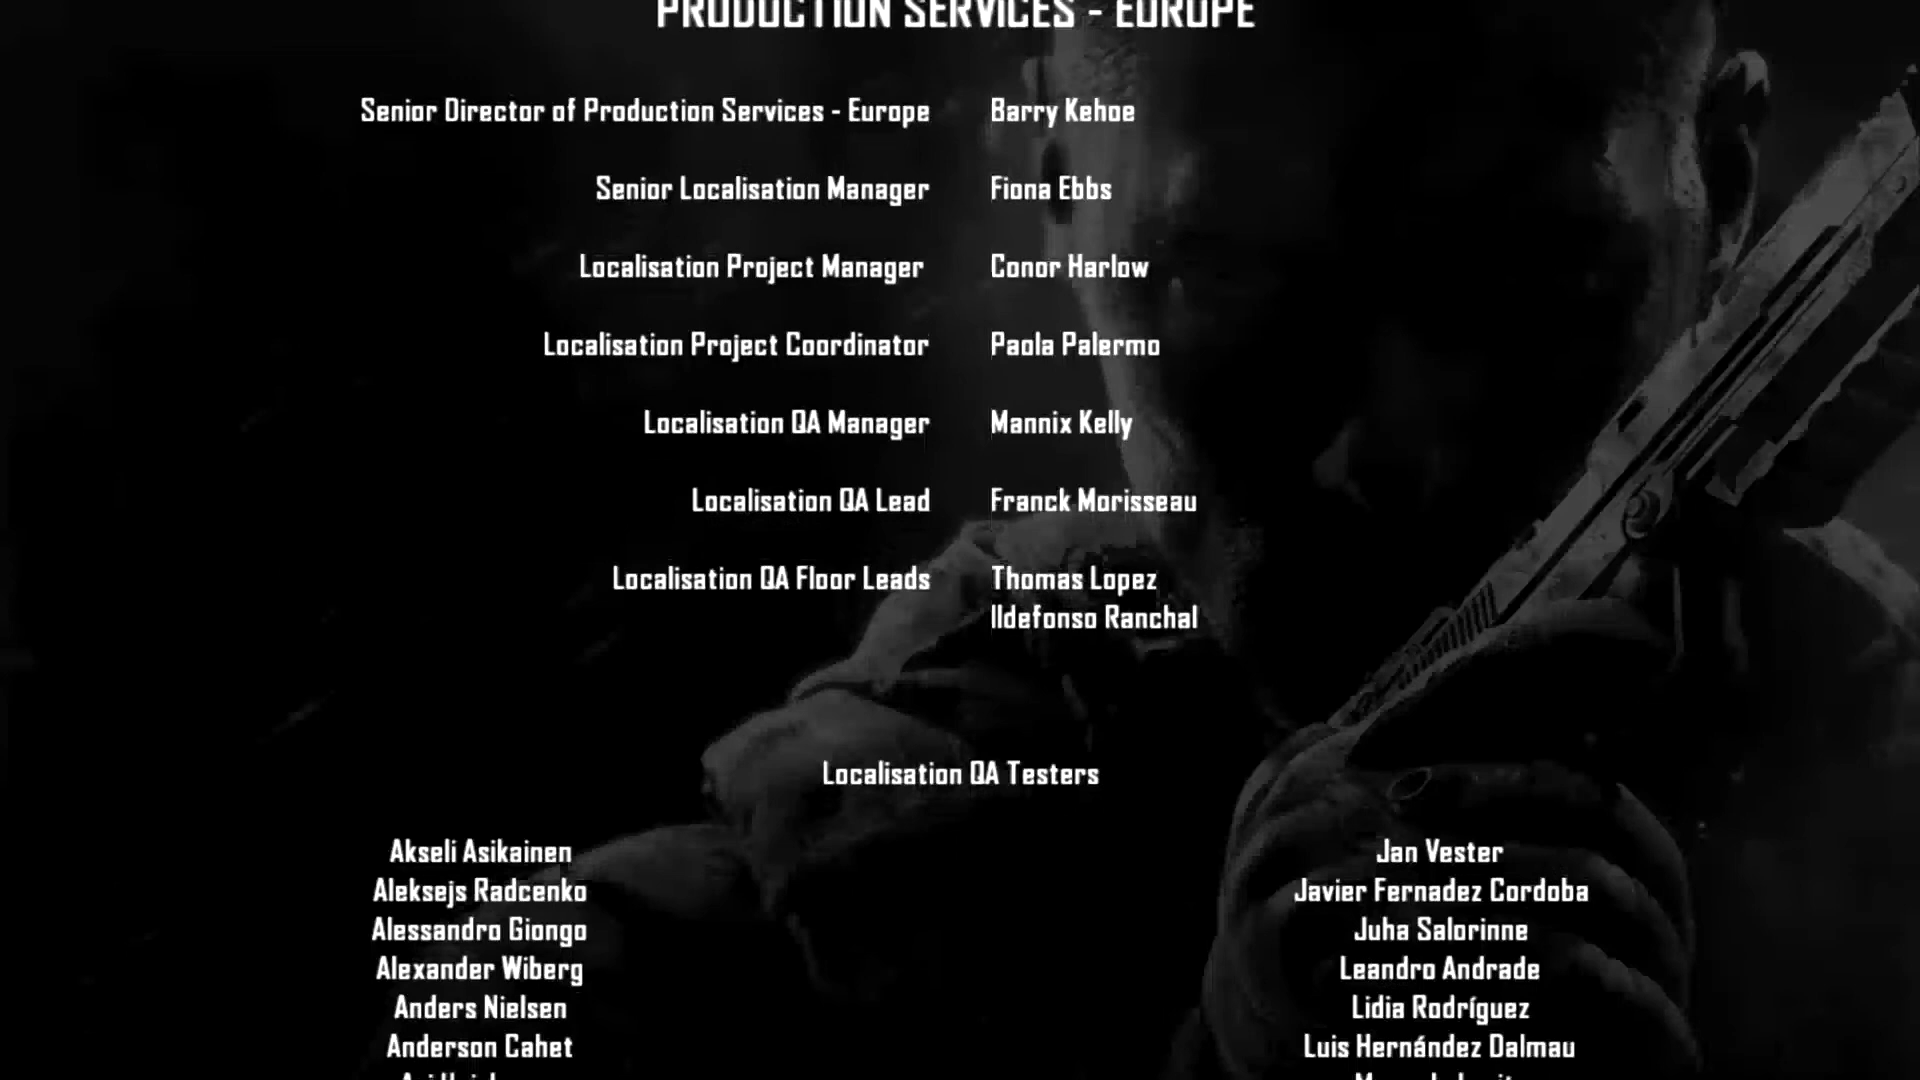 PRODUCTION SERVICES - EUROPE
Senior Director of Production Services - Europe Barry Kehoe
Senior Localisation Manager Fiona Ebbs
Localisation Project Manager Conor Harlow
Localisation Project Coordinator Paola Palermo
Localisation QA Manager Mannix Kelly
Localisation QA Lead Franck Morisseau
Localisation QA Floor Leads Thomas Lopez
Ildefonso Ranchal
Localisation QA Testers
Akseli Asikainen Jan Vester
Aleksejs Radcenko Javier Fernadez Cordoba
Alessandro Giongo Juha Salorinne
Alexander Wiberg Leandro Andrade
Anders Nielsen Lidia Rodríguez
Anderson Cahet Luis Hernández Dalmau